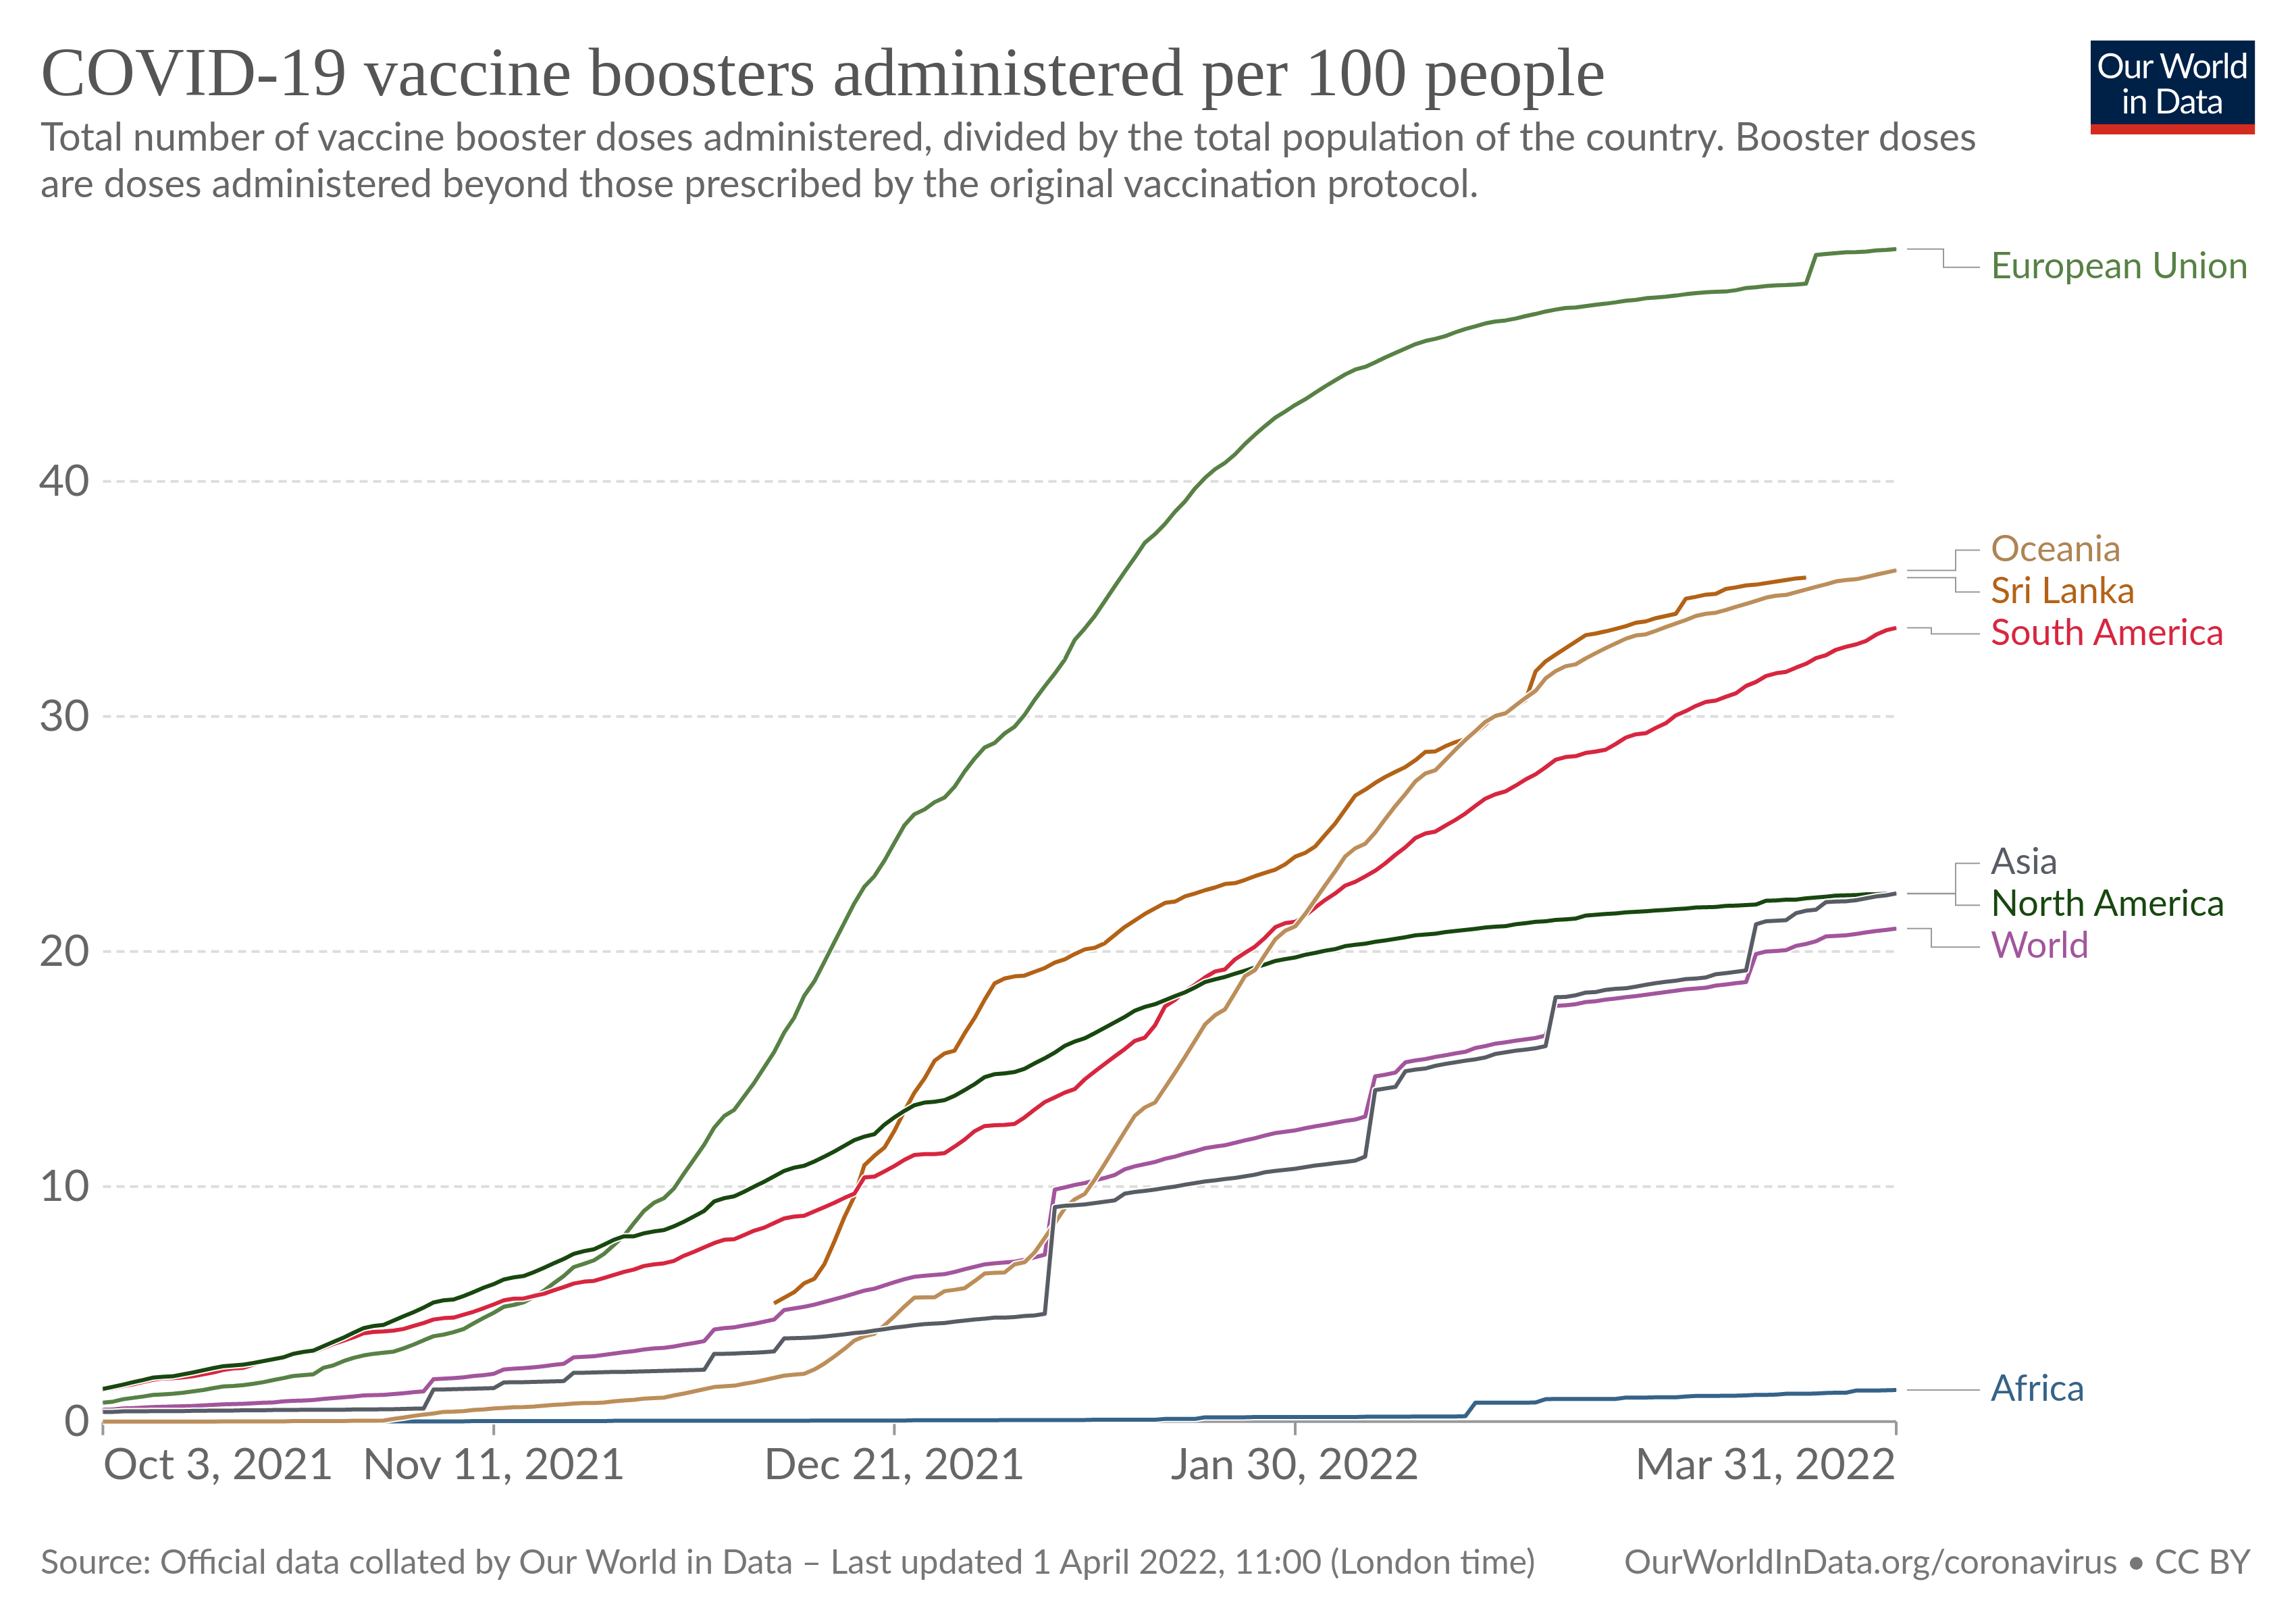 COVID-19 vaccine boosters administered per 100 people
Our World
in Data
Total number of vaccine booster doses administered, divided by the total population of the country. Booster doses
are doses administered beyond those prescribed by the original vaccination protocol.
European Union
40
Oceania
Sri Lanka
South America
30
Asia
North America
20
World
10
Africa
0
Oct 3, 2021 Nov 11, 2021 Dec 21, 2021 Jan 30, 2022 Mar 31, 2022
Source: Official data collated by Our World in Data – Last updated 1 April 2022, 11:00 (London time) OurWorldInData.org/coronavirus • CC BY